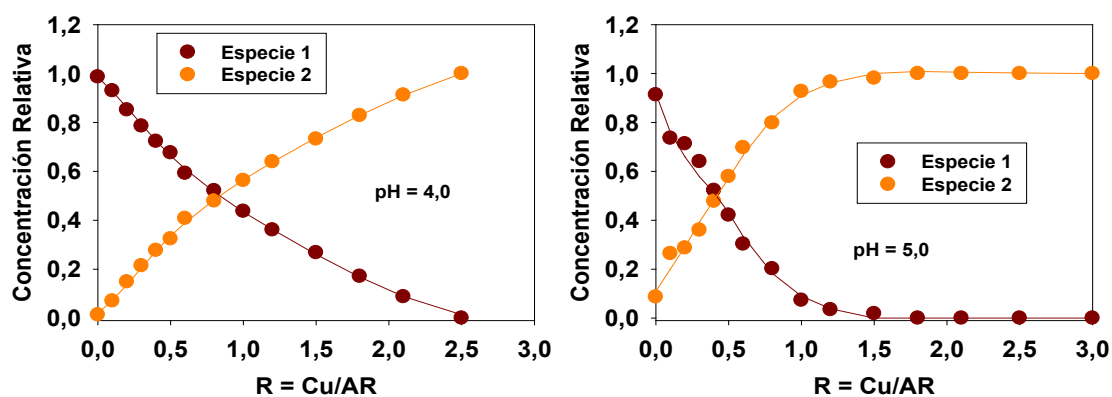 Concentración Relativa
1,2
1,0
0,8
0,6
0,4
0,2
0,0
Especie 1
Especie 2
pH = 4,0
0,0 0,5 1,0 1,5 2,0 2,5 3,0
R = Cu/AR
Concentración Relativa
1,2
1,0
0,8
0,6
0,4
0,2
0,0
Especie 1
Especie 2
pH = 5,0
0,0 0,5 1,0 1,5 2,0 2,5 3,0
R = Cu/AR